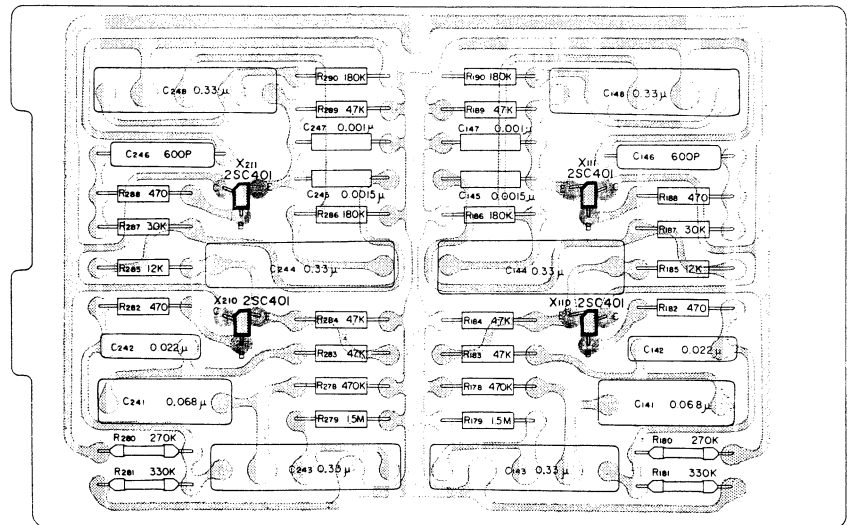 C248 0.33μ
R290 180K
R289 47K
C247 0.001μ
C246 600P
X211
2SC401
R288 470
C245 0.0015μ
R286 180K
R287 30K
R285 12K
C244 0.33μ
R282 470
X210 2SC401
R284 47K
C242 0.022μ
R283 47K
R278 470K
C241 0.068μ
R279 1.5M
R280 270K
R281 330K
C243 0.33μ
R190 180K
C148 0.33μ
R189 47K
C147 0.001μ
X111
2SC401
C146 600P
C145 0.0015μ
R188 470
R186 180K
R187 30K
C144 0.33μ
R185 12K
X110 2SC401
R182 470
R184 47K
R183 47K
C142 0.022μ
R178 470K
C141 0.068μ
R179 1.5M
R180 270K
C143 0.33μ
R181 330K